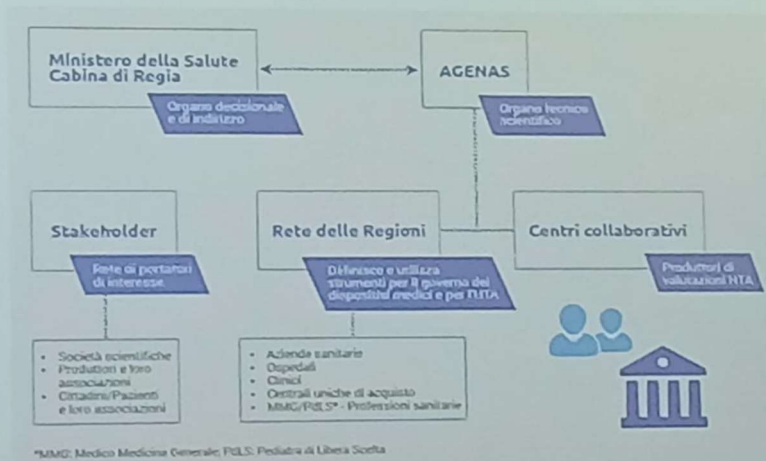 Ministero della Salute
Cabina di Regia
AGENAS
Organo decisionale
e di indirizzo
Organo tecnico
scientifico
Stakeholder
Rete delle Regioni
Centri collaborativi
Rete di portatori
di interesse
Definisce e utilizza
strumenti per il governo dei
dispositivi medici e per l'HTA
Produttori di
valutazioni HTA
• Società scientifiche
• Produttori e loro
associazioni
• Cittadini/Pazienti
e loro associazioni
• Aziende sanitarie
• Ospedali
• Clinici
• Centrali uniche di acquisto
• MMG/PdLS* - Professioni sanitarie
*MMG: Medico Medicina Generale; PdLS: Pediatra di Libera Scelta